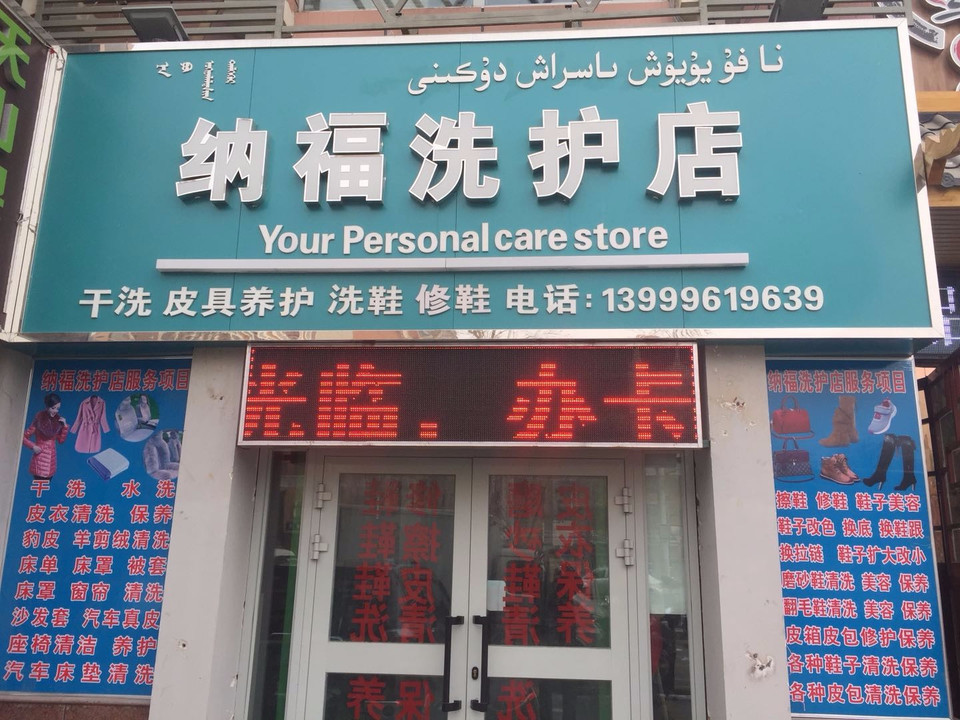 نا فۇ يۇيۇش ىاسراش دۇكىنى
纳福洗护店
Your Personal care store
干洗 皮具养护 洗鞋 修鞋 电话:13999619639
光临. 办卡
纳福洗护店服务项目
干洗 水洗
皮衣清洗 保养
豹皮 羊剪绒清洗
床单 床罩 被套
床罩 窗帘 清洗
沙发套 汽车真皮
座椅清洁 养护
汽车床垫清洗
纳福洗护店服务项目
擦鞋 修鞋 鞋子美容
鞋子改色 换底 换鞋跟
换拉链 鞋子扩大改小
磨砂鞋清洗 美容 保养
翻毛鞋清洗 美容 保养
皮箱皮包修护保养
各种鞋子清洗保养
各种皮包清洗保养